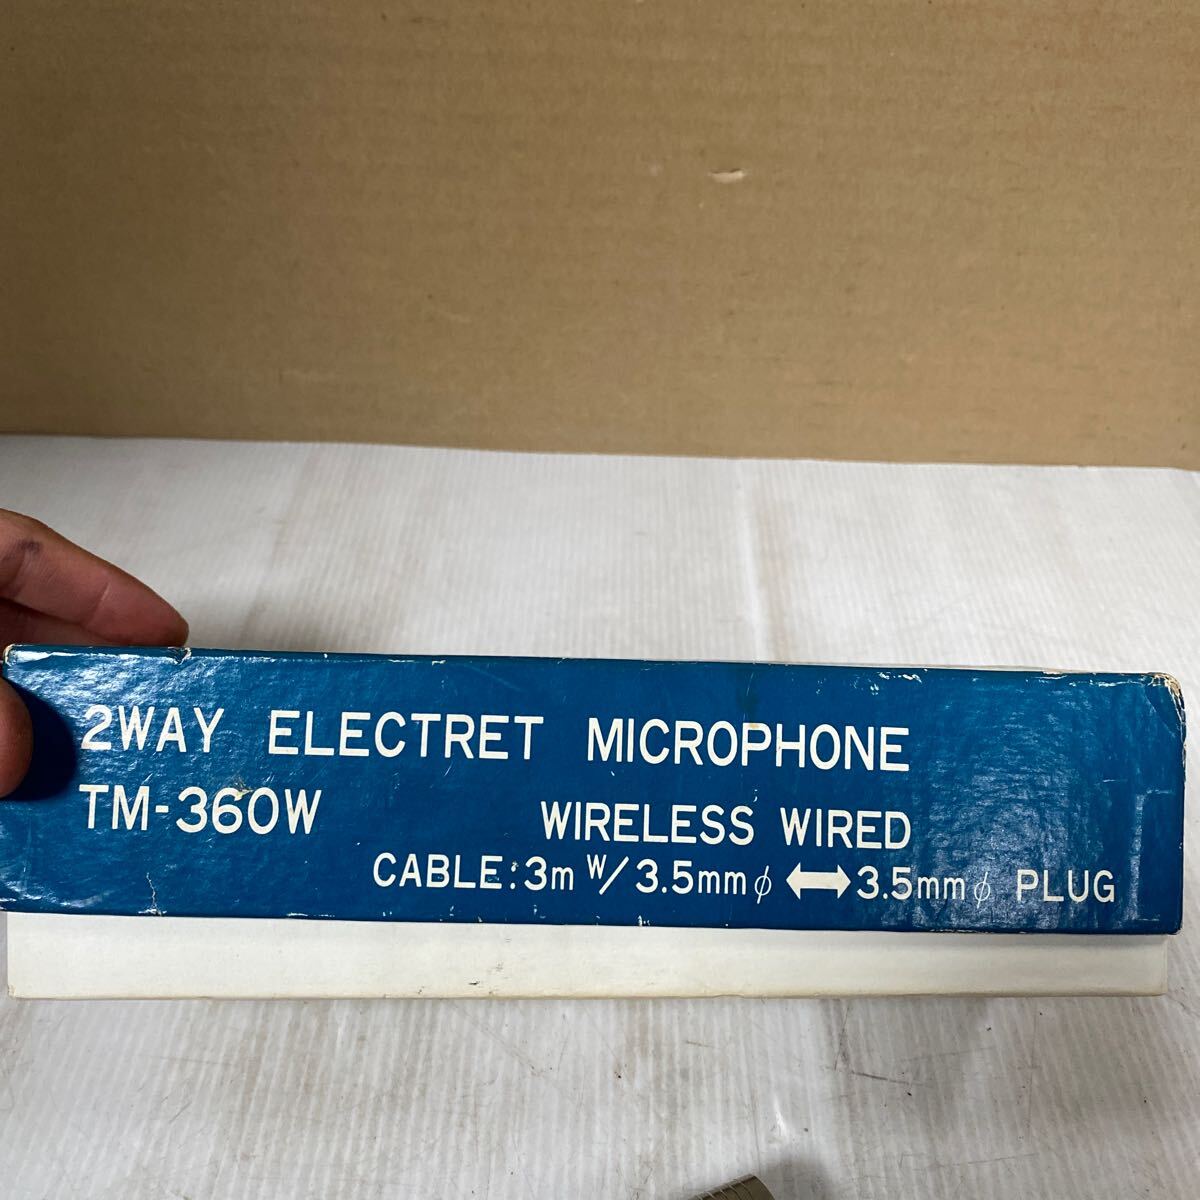 2WAY ELECTRET MICROPHONE
TM-360W WIRELESS WIRED
CABLE:3m W/3.5mmφ ⟷ 3.5mmφ PLUG